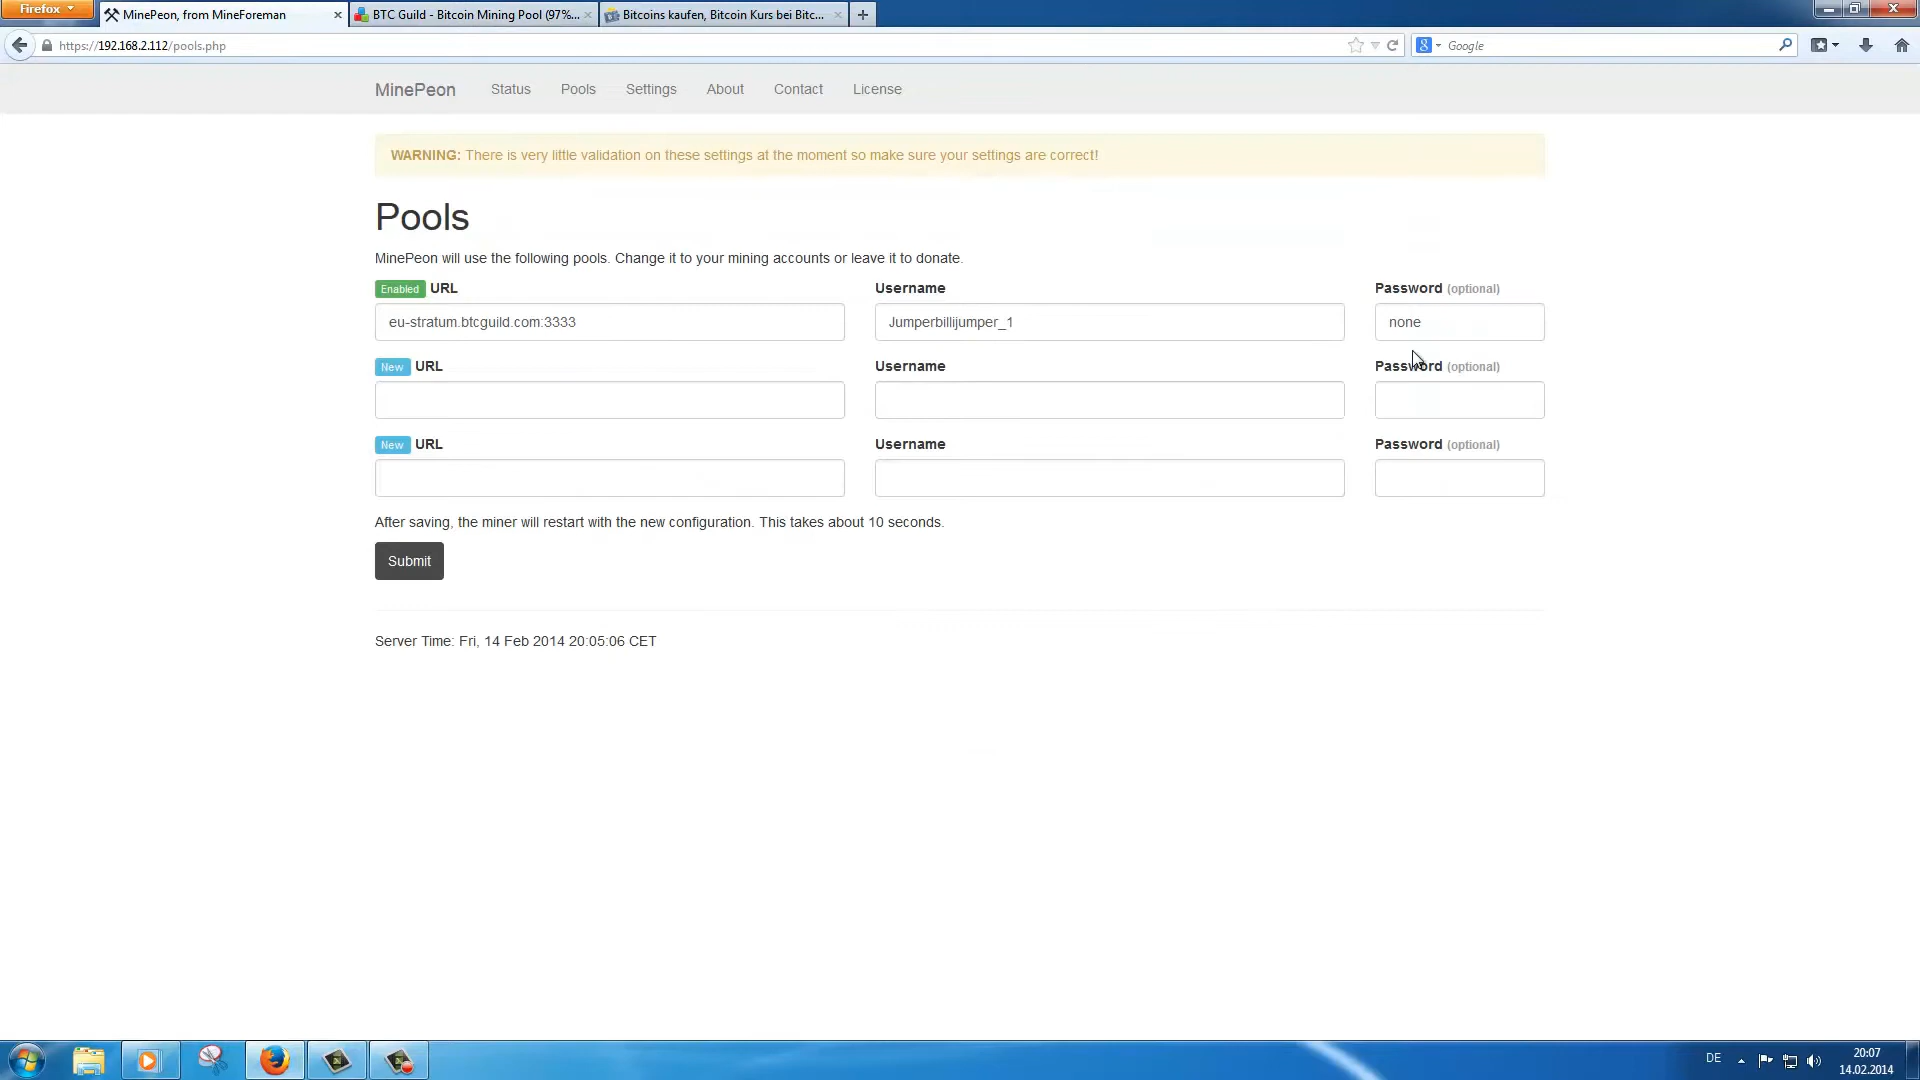 Firefox
MinePeon, from MineForeman
BTC Guild - Bitcoin Mining Pool (97%...
Bitcoins kaufen, Bitcoin Kurs bei Bitc...
https://192.168.2.112/pools.php
Google
MinePeon Status Pools Settings About Contact License
WARNING: There is very little validation on these settings at the moment so make sure your settings are correct!
Pools
MinePeon will use the following pools. Change it to your mining accounts or leave it to donate.
Enabled URL Username Password (optional)
eu-stratum.btcguild.com:3333 Jumperbillijumper_1 none
New URL Username Password (optional)
New URL Username Password (optional)
After saving, the miner will restart with the new configuration. This takes about 10 seconds.
Submit
Server Time: Fri, 14 Feb 2014 20:05:06 CET
DE
20:07
14.02.2014